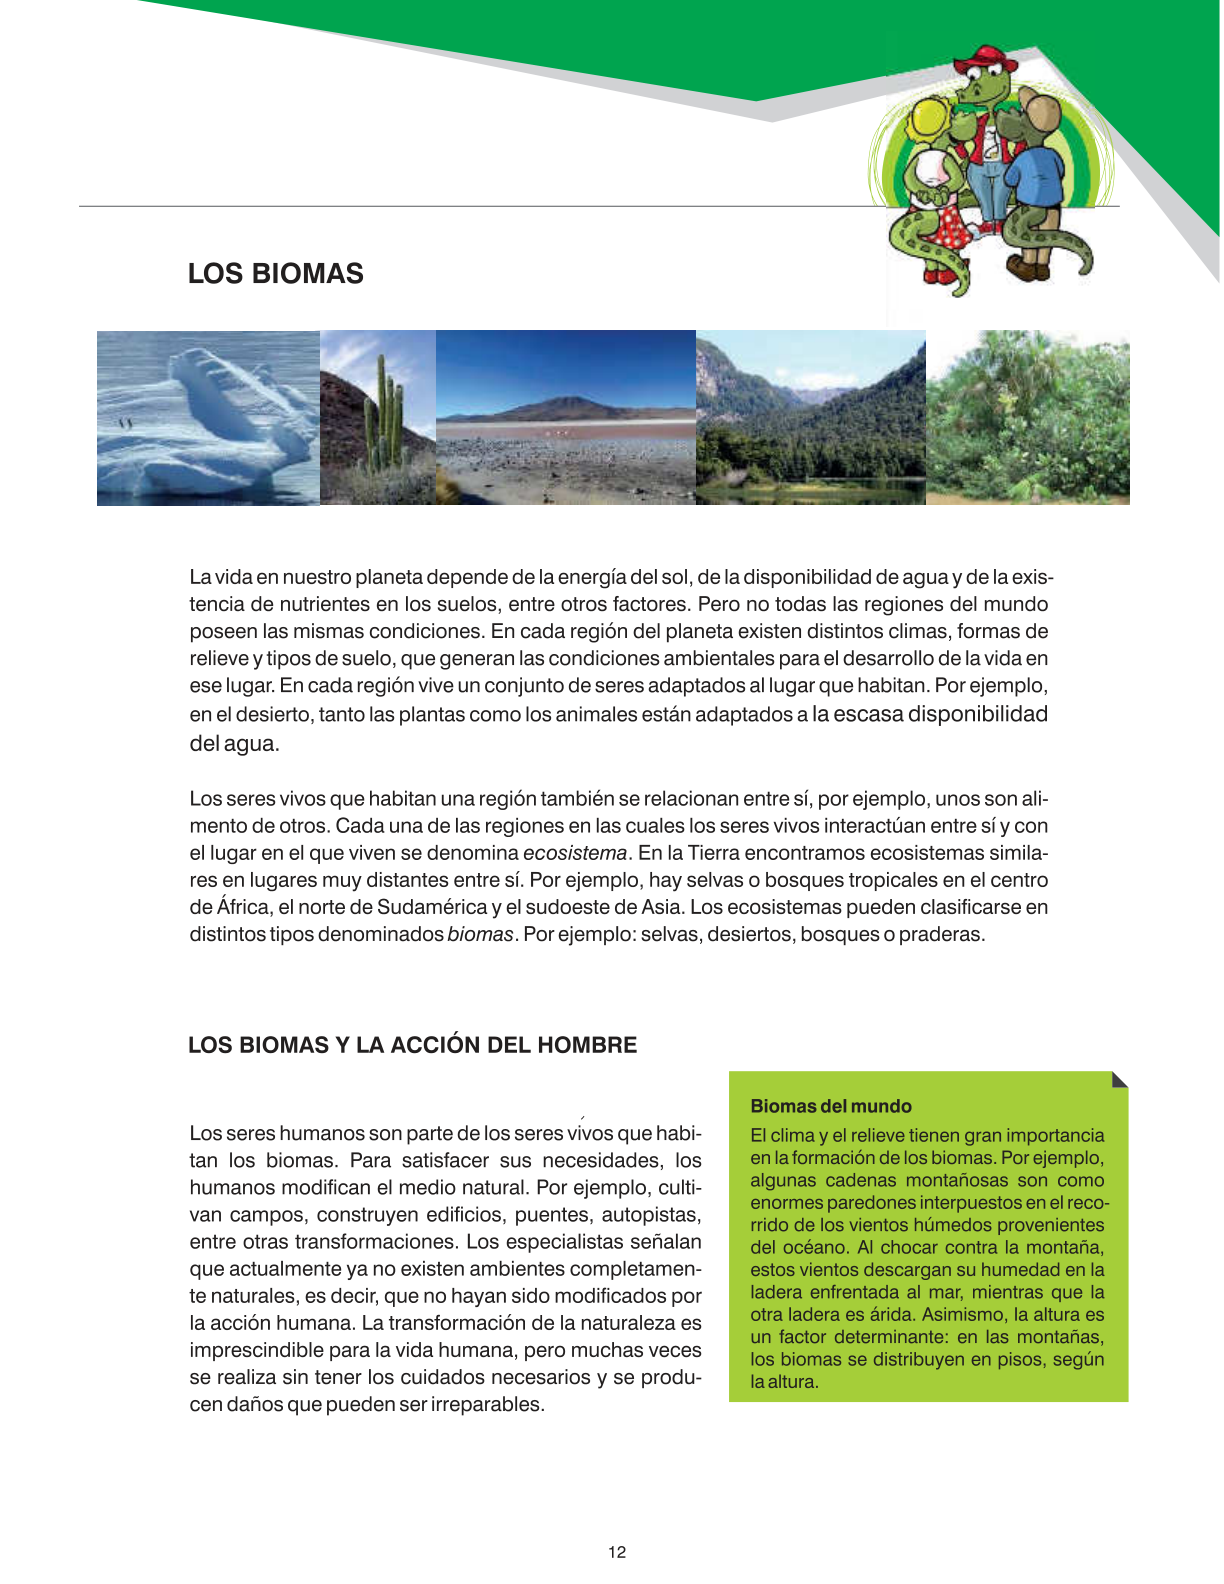 LOS BIOMAS
La vida en nuestro planeta depende de la energía del sol, de la disponibilidad de agua y de la exis-
tencia de nutrientes en los suelos, entre otros factores. Pero no todas las regiones del mundo
poseen las mismas condiciones. En cada región del planeta existen distintos climas, formas de
relieve y tipos de suelo, que generan las condiciones ambientales para el desarrollo de la vida en
ese lugar. En cada región vive un conjunto de seres adaptados al lugar que habitan. Por ejemplo,
en el desierto, tanto las plantas como los animales están adaptados a la escasa disponibilidad
del agua.
Los seres vivos que habitan una región también se relacionan entre sí, por ejemplo, unos son ali-
mento de otros. Cada una de las regiones en las cuales los seres vivos interactúan entre sí y con
el lugar en el que viven se denomina ecosistema. En la Tierra encontramos ecosistemas simila-
res en lugares muy distantes entre sí. Por ejemplo, hay selvas o bosques tropicales en el centro
de África, el norte de Sudamérica y el sudoeste de Asia. Los ecosistemas pueden clasificarse en
distintos tipos denominados biomas. Por ejemplo: selvas, desiertos, bosques o praderas.
LOS BIOMAS Y LA ACCIÓN DEL HOMBRE
Los seres humanos son parte de los seres vivos que habi-
tan los biomas. Para satisfacer sus necesidades, los
humanos modifican el medio natural. Por ejemplo, culti-
van campos, construyen edificios, puentes, autopistas,
entre otras transformaciones. Los especialistas señalan
que actualmente ya no existen ambientes completamen-
te naturales, es decir, que no hayan sido modificados por
la acción humana. La transformación de la naturaleza es
imprescindible para la vida humana, pero muchas veces
se realiza sin tener los cuidados necesarios y se produ-
cen daños que pueden ser irreparables.
Biomas del mundo
El clima y el relieve tienen gran importancia
en la formación de los biomas. Por ejemplo,
algunas cadenas montañosas son como
enormes paredones interpuestos en el reco-
rrido de los vientos húmedos provenientes
del océano. Al chocar contra la montaña,
estos vientos descargan su humedad en la
ladera enfrentada al mar, mientras que la
otra ladera es árida. Asimismo, la altura es
un factor determinante: en las montañas,
los biomas se distribuyen en pisos, según
la altura.
12